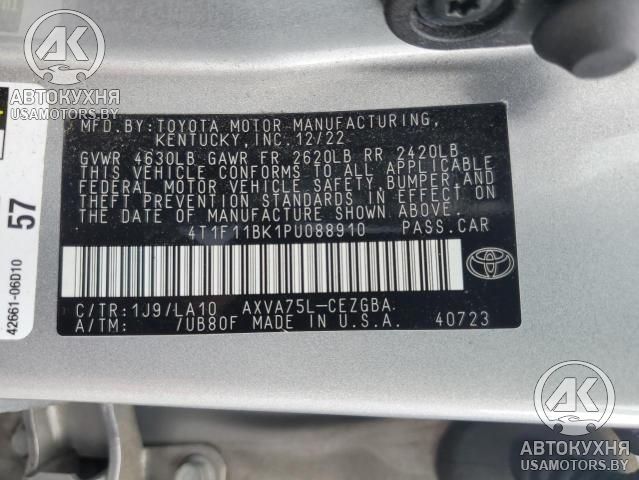 AK
АВТОКУХНЯ
USAMOTORS.BY
MFD.BY:TOYOTA MOTOR MANUFACTURING,
KENTUCKY,INC.12/22
GVWR 4630LB GAWR FR 2620LB RR 2420LB
THIS VEHICLE CONFORMS TO ALL APPLICABLE
FEDERAL MOTOR VEHICLE SAFETY,BUMPER,AND
THEFT PREVENTION STANDARDS IN EFFECT ON
THE DATE OF MANUFACTURE SHOWN ABOVE.
4T1F11BK1PU088910 PASS.CAR
C/TR:1J9/LA10 AXVA75L-CEZGBA
A/TM: /UB80F MADE IN U.S.A. 40723
57
42661-06D10
AK
АВТОКУХНЯ
USAMOTORS.BY